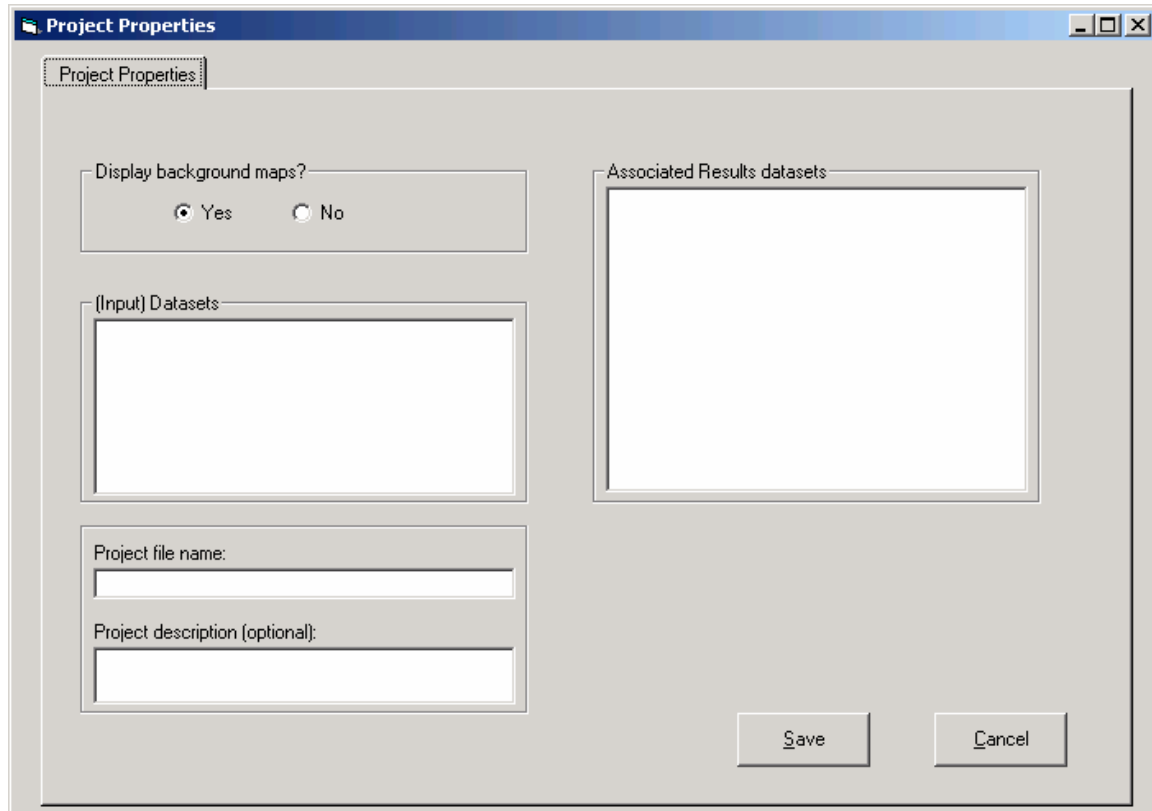 Project Properties
Project Properties
Display background maps?
Yes No
(Input) Datasets
Project file name:
Project description (optional):
Associated Results datasets
Save Cancel